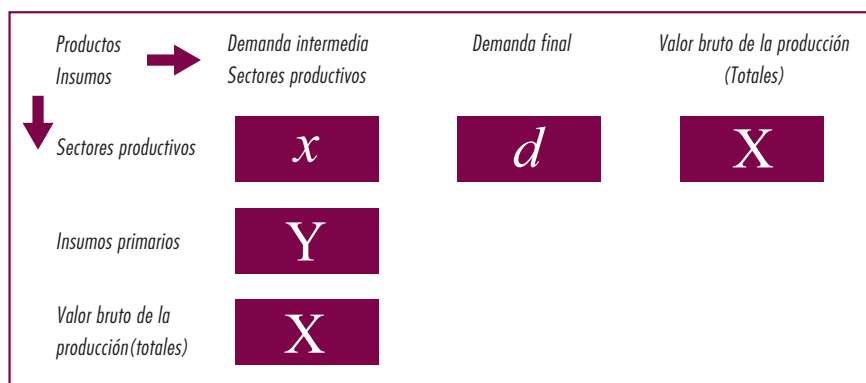 Productos
Insumos
Demanda intermedia
Sectores productivos
Demanda final
Valor bruto de la producción
(Totales)
Sectores productivos
x
d
X
Insumos primarios
Y
Valor bruto de la
producción(totales)
X